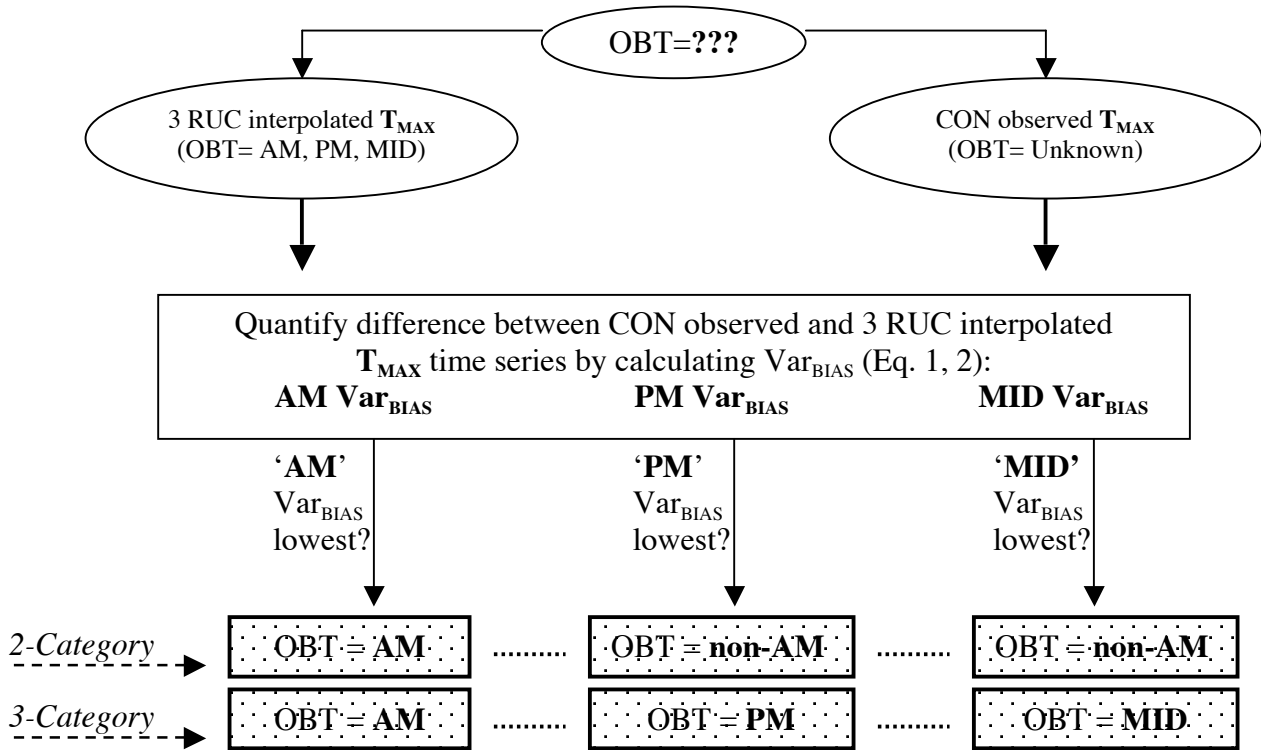 OBT=???
3 RUC interpolated TMAX
(OBT= AM, PM, MID)
CON observed TMAX
(OBT= Unknown)
Quantify difference between CON observed and 3 RUC interpolated
TMAX time series by calculating VarBIAS (Eq. 1, 2):
AM VarBIAS PM VarBIAS MID VarBIAS
‘AM’
VarBIAS
lowest?
‘PM’
VarBIAS
lowest?
‘MID’
VarBIAS
lowest?
2-Category OBT = AM ........... OBT = non-AM ........... OBT = non-AM
3-Category OBT = AM ........... OBT = PM ........... OBT = MID